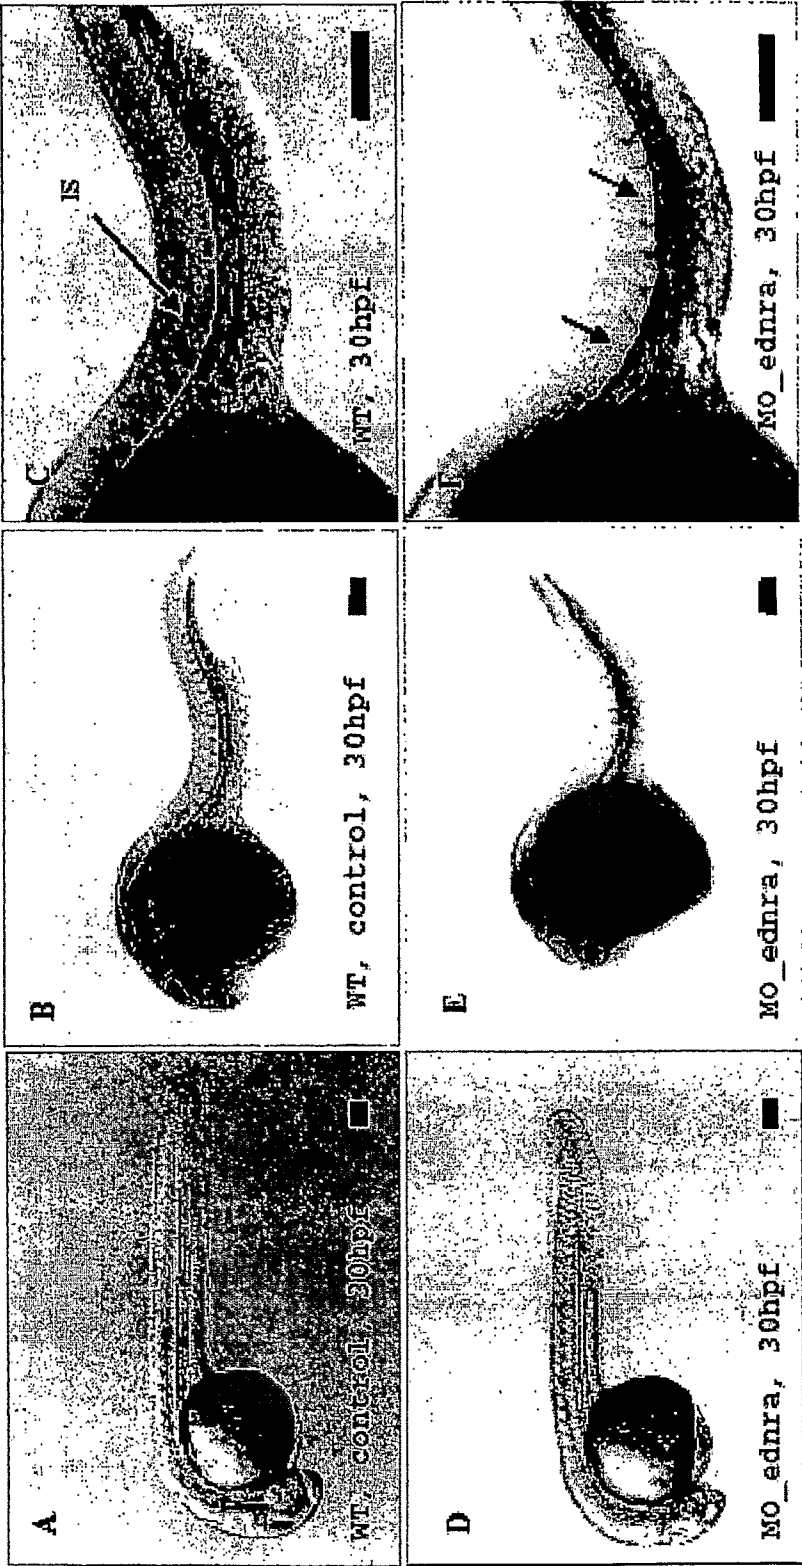 A
WT, control, 30hpf
B
WT, control, 30hpf
C
IS
WT, 30hpf
D
MO_ednra, 30hpf
E
MO_ednra, 30hpf
F
MO_ednra, 30hpf